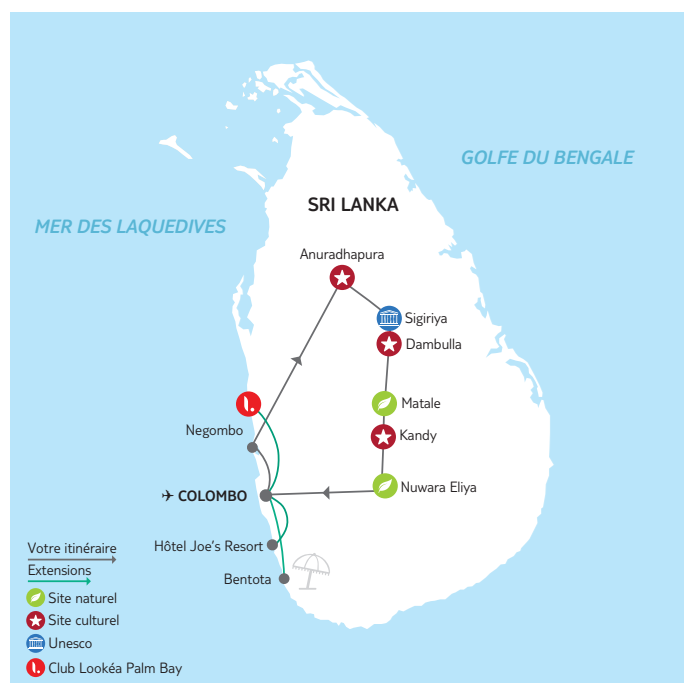 GOLFE DU BENGALE
SRI LANKA
MER DES LAQUEDIVES
Anuradhapura
Sigiriya
Dambulla
Matale
Negombo
Kandy
Nuwara Eliya
COLOMBO
Hôtel Joe's Resort
Votre itinéraire
Extensions
Bentota
Site naturel
Site culturel
Unesco
Club Lookéa Palm Bay